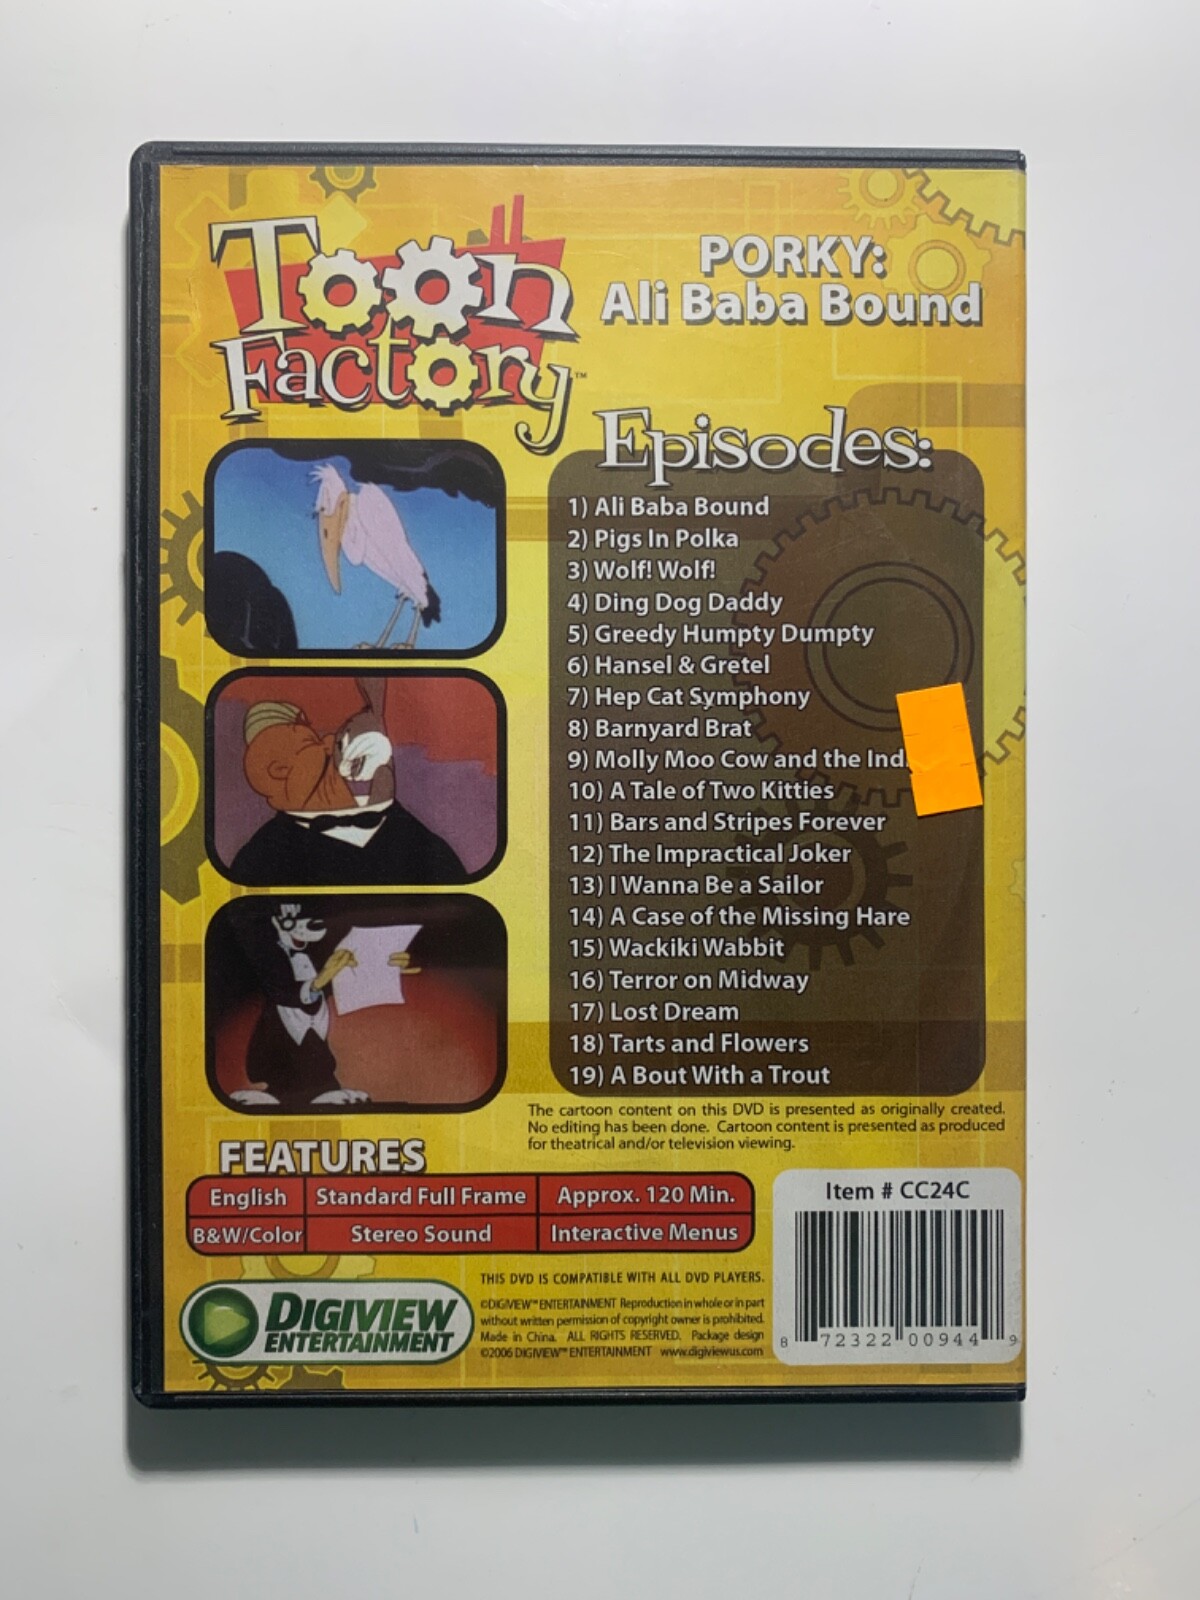 Toon
Factory™
PORKY:
Ali Baba Bound
Episodes:
1) Ali Baba Bound
2) Pigs In Polka
3) Wolf! Wolf!
4) Ding Dog Daddy
5) Greedy Humpty Dumpty
6) Hansel & Gretel
7) Hep Cat Symphony
8) Barnyard Brat
9) Molly Moo Cow and the
10) A Tale of Two Kitties
11) Bars and Stripes Forever
12) The Impractical Joker
13) I Wanna Be a Sailor
14) A Case of the Missing Hare
15) Wackiki Wabbit
16) Terror on Midway
17) Lost Dream
18) Tarts and Flowers
19) A Bout With a Trout
The cartoon content on this DVD is presented as originally created.
No editing has been done. Cartoon content is presented as produced
for theatrical and/or television viewing.
FEATURES
English Standard Full Frame Approx. 120 Min.
B&W/Color Stereo Sound Interactive Menus
Item # CC24C
8 72322 00944 9
DIGIVIEW
ENTERTAINMENT
THIS DVD IS COMPATIBLE WITH ALL DVD PLAYERS.
©DIGIVIEW™ ENTERTAINMENT Reproduction in whole or in part
without written permission of copyright owner is prohibited.
Made in China. ALL RIGHTS RESERVED. Package design
©2006 DIGIVIEW™ ENTERTAINMENT www.digiviewus.com